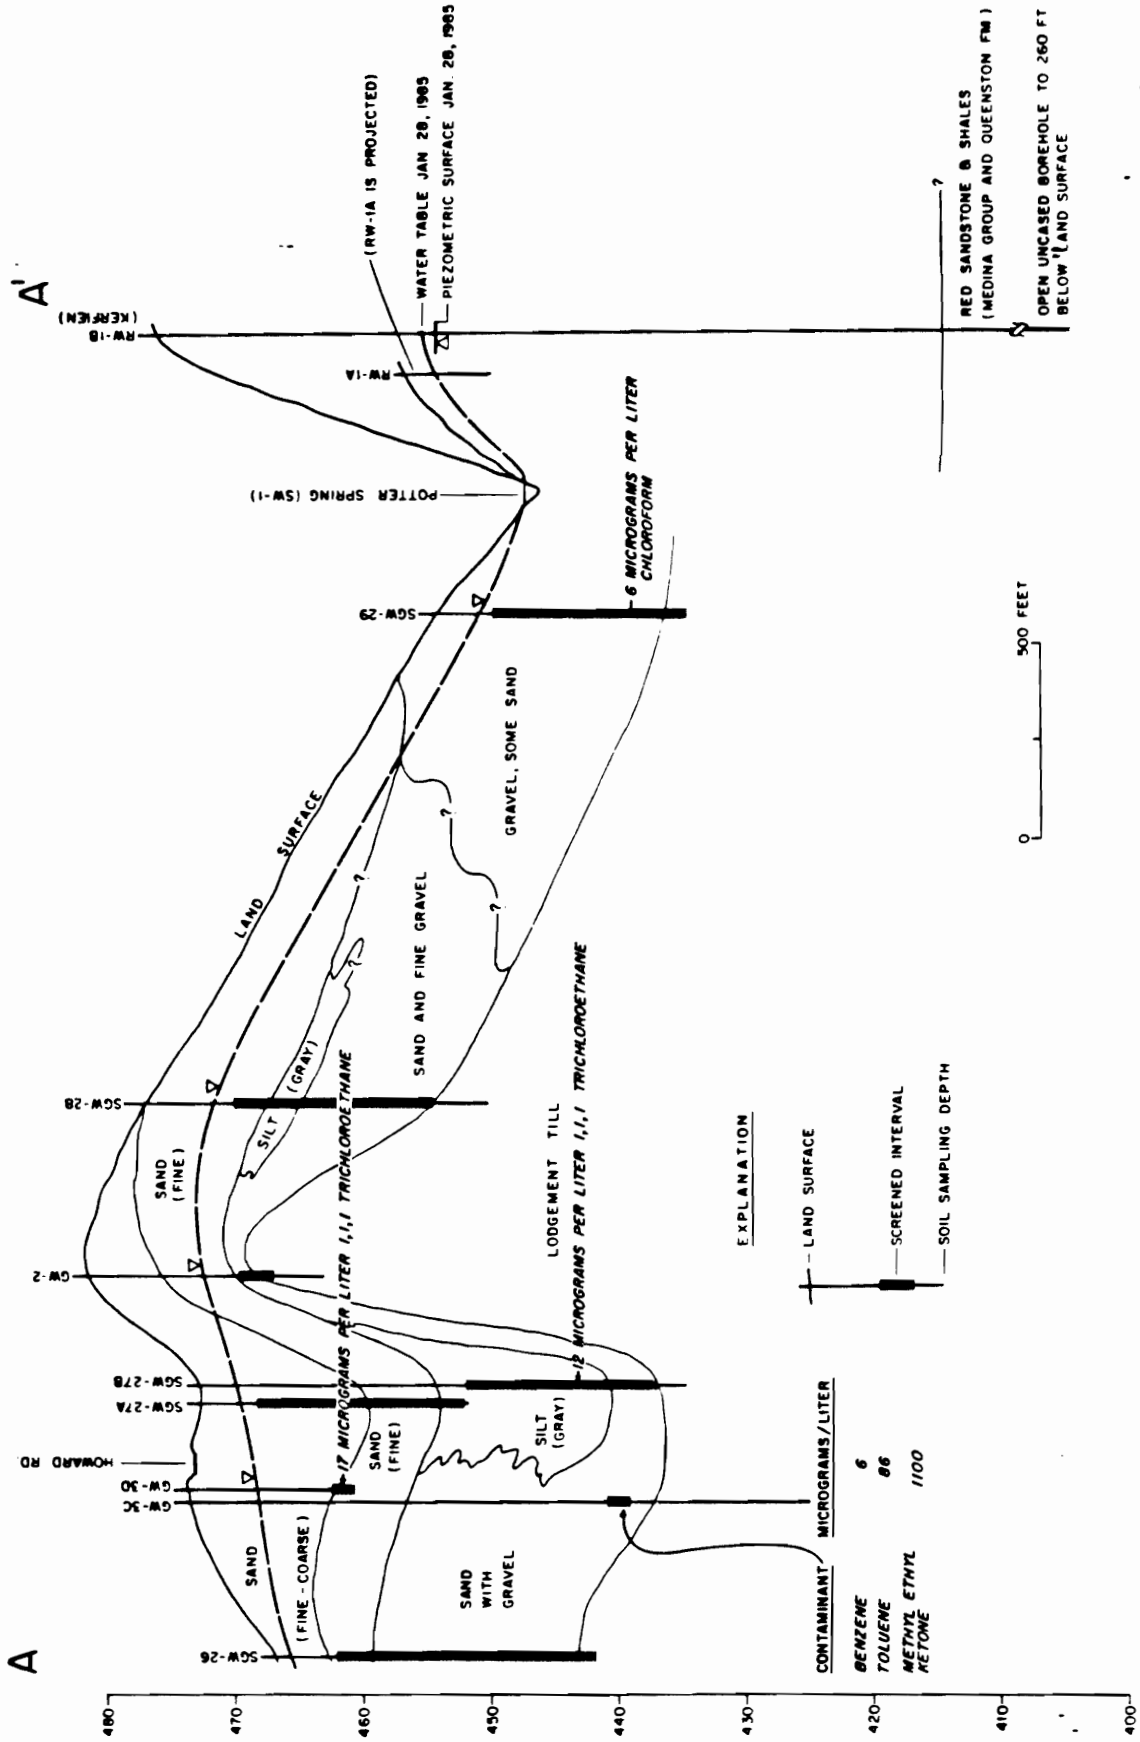 A
A'
SGW-26
GW-3C
GW-3D
HOWARD RD.
SGW-27A
SGW-27B
GW-2
SGW-28
SGW-29
POTTER SPRING (SW-1)
RW-1A
RW-1B
(KERFIEN)
(RW-1A IS PROJECTED)
WATER TABLE JAN 28, 1985
PIEZOMETRIC SURFACE JAN. 28, 1985
LAND SURFACE
SAND
(FINE - COARSE)
SAND
(FINE)
SAND
WITH
GRAVEL
SILT
(GRAY)
SAND
(FINE)
SILT (GRAY)
?
?
?
?
SAND AND FINE GRAVEL
GRAVEL, SOME SAND
LODGEMENT TILL
17 MICROGRAMS PER LITER 1,1,1 TRICHLOROETHANE
12 MICROGRAMS PER LITER 1,1,1 TRICHLOROETHANE
6 MICROGRAMS PER LITER
CHLOROFORM
?
RED SANDSTONE & SHALES
(MEDINA GROUP AND QUEENSTON FM)
OPEN UNCASED BOREHOLE TO 260 FT
BELOW LAND SURFACE
0 500 FEET
EXPLANATION
LAND SURFACE
SCREENED INTERVAL
SOIL SAMPLING DEPTH
CONTAMINANT MICROGRAMS/LITER
BENZENE 6
TOLUENE 86
METHYL ETHYL 1100
KETONE
480
470
460
450
440
430
420
410
400